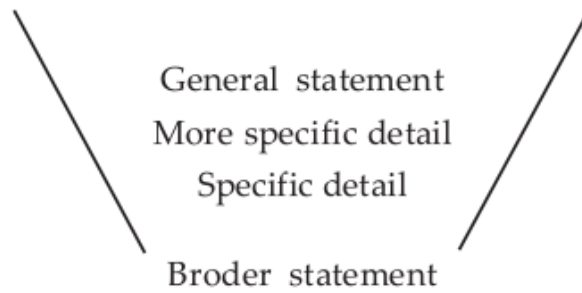 General statement
More specific detail
Specific detail
Broder statement